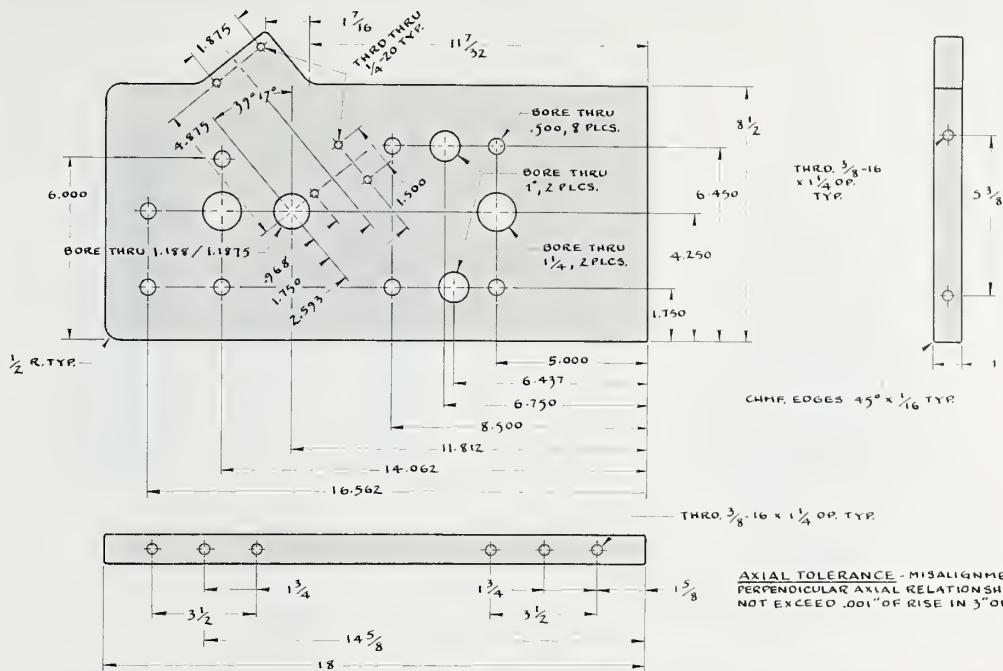 1 7/16
11 7/32
1.875
THRD THRU
1/4-20 TYP.
39° 17'
4.875
BORE THRU
.500, 8 PLCS.
8 1/2
6.000
BORE THRU
1", 2 PLCS.
6.450
THRD. 3/8-16
x 1 1/4 DP.
TYP.
5 3/8
1.500
BORE THRU 1.188/1.1875
BORE THRU
1 1/4, 2 PLCS.
4.250
.968
1.750
2.593
1.750
1/2 R. TYP.
5.000
1
6.437
6.750
CHMF. EDGES 45° x 1/16 TYP.
8.500
11.812
14.062
16.562
THRD. 3/8-16 x 1 1/4 DP. TYP.
1 3/4
1 3/4
1 5/8
3 1/2
3 1/2
14 5/8
18
AXIAL TOLERANCE - MISALIGNME
PERPENDICULAR AXIAL RELATIONSH
NOT EXCEED .001" OF RISE IN 3" O